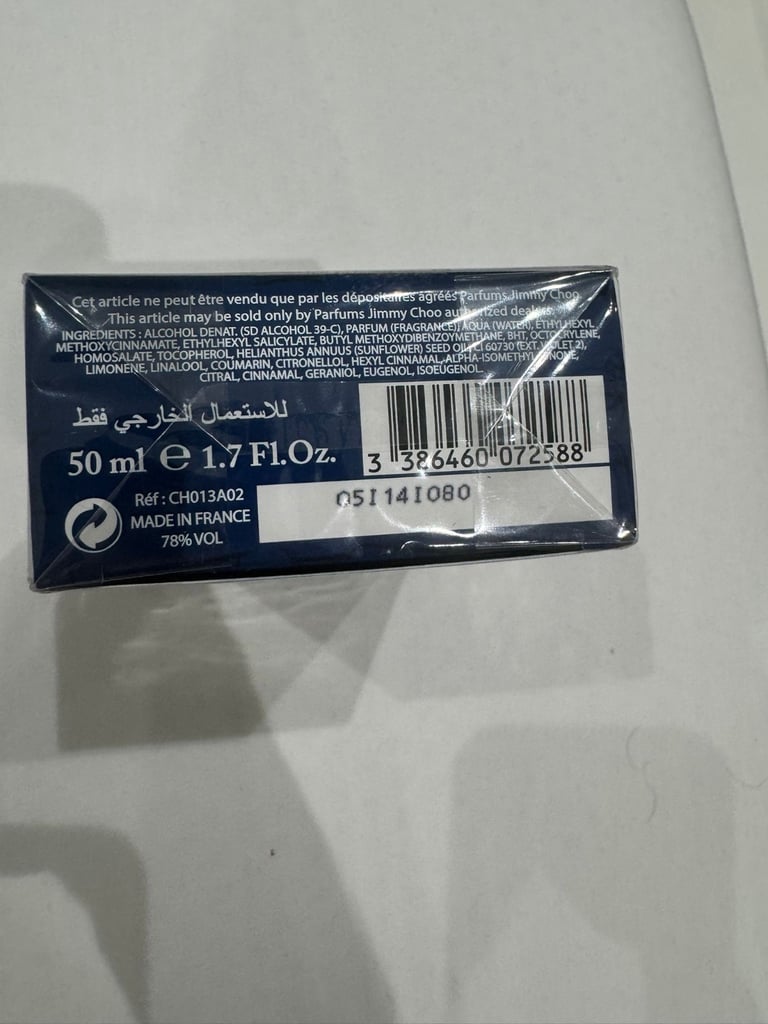 Cet article ne peut être vendu que par les dépositaires agréés Parfums Jimmy Choo
This article may be sold only by Parfums Jimmy Choo authorized dealers.
INGREDIENTS : ALCOHOL DENAT. (SD ALCOHOL 39-C), PARFUM (FRAGRANCE), AQUA (WATER), ETHYLHEXYL
METHOXYCINNAMATE, ETHYLHEXYL SALICYLATE, BUTYL METHOXYDIBENZOYMETHANE, BHT, OCTOCRYLENE,
HOMOSALATE, TOCOPHEROL, HELIANTHUS ANNUUS (SUNFLOWER) SEED OIL, CI 60730 (EXT. VIOLET 2),
LIMONENE, LINALOOL, COUMARIN, CITRONELLOL, HEXYL CINNAMAL, ALPHA-ISOMETHYL IONONE,
CITRAL, CINNAMAL, GERANIOL, EUGENOL, ISOEUGENOL.
للاستعمال الخارجي فقط
50 ml e 1.7 Fl.Oz.
3 386460 072588
Réf : CH013A02
MADE IN FRANCE
78% VOL
05I14I080